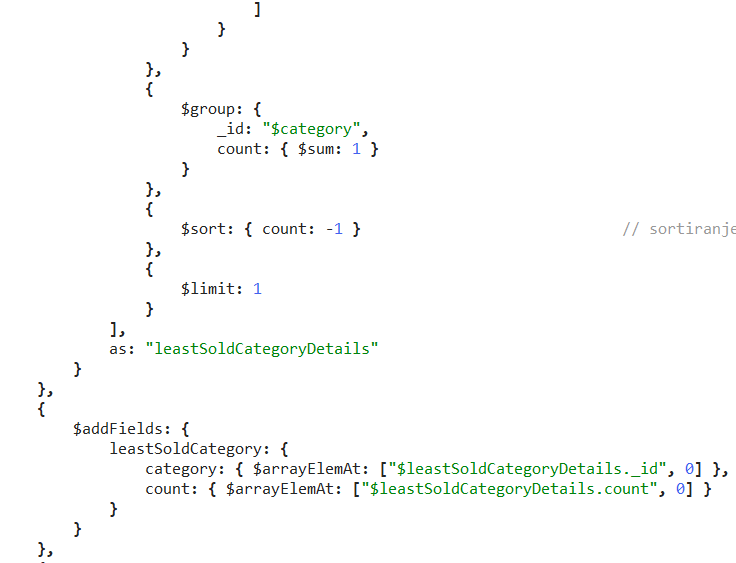 ]
                        }
                    }
                },
                {
                    $group: {
                        _id: "$category",
                        count: { $sum: 1 }
                    }
                },
                {
                    $sort: { count: -1 }                             // sortiranje
                },
                {
                    $limit: 1
                }
            ],
            as: "leastSoldCategoryDetails"
        }
    },
    {
        $addFields: {
            leastSoldCategory: {
                category: { $arrayElemAt: ["$leastSoldCategoryDetails._id", 0] },
                count: { $arrayElemAt: ["$leastSoldCategoryDetails.count", 0] }
            }
        }
    },